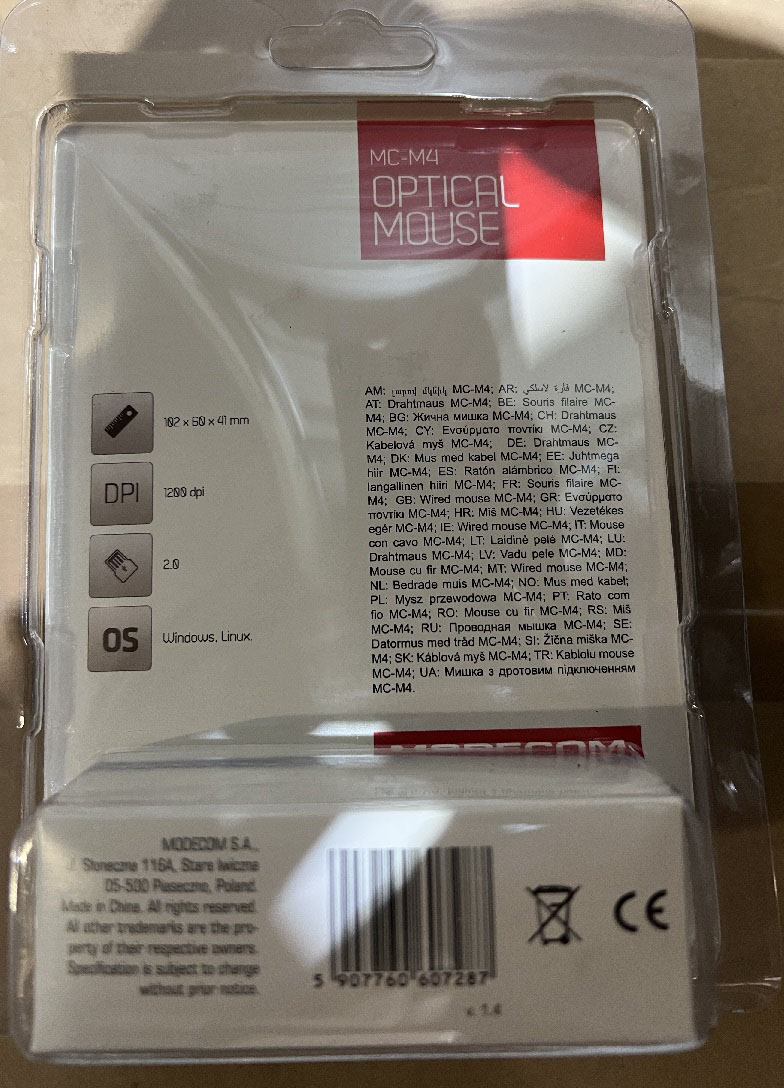 MC-M4
OPTICAL
MOUSE
102 x 60 x 41 mm
DPI
1200 dpi
2.0
OS
Windows, Linux.
AM: լարով մկնիկ MC-M4; AR: فارة لاسلكي MC-M4;
AT: Drahtmaus MC-M4; BE: Souris filaire MC-
M4; BG: Жична мишка MC-M4; CH: Drahtmaus
MC-M4; CY: Ενσύρματο ποντίκι MC-M4; CZ:
Kabelová myš MC-M4; DE: Drahtmaus MC-
M4; DK: Mus med kabel MC-M4; EE: Juhtmega
hiir MC-M4; ES: Ratón alámbrico MC-M4; FI:
langallinen hiiri MC-M4; FR: Souris filaire MC-
M4; GB: Wired mouse MC-M4; GR: Ενσύρματο
ποντίκι MC-M4; HR: Miš MC-M4; HU: Vezetékes
egér MC-M4; IE: Wired mouse MC-M4; IT: Mouse
con cavo MC-M4; LT: Laidinė pelė MC-M4; LU:
Drahtmaus MC-M4; LV: Vadu pele MC-M4; MD:
Mouse cu fir MC-M4; MT: Wired mouse MC-M4;
NL: Bedrade muis MC-M4; NO: Mus med kabel;
PL: Mysz przewodowa MC-M4; PT: Rato com
fio MC-M4; RO: Mouse cu fir MC-M4; RS: Miš
MC-M4; RU: Проводная мышка MC-M4; SE:
Datormus med tråd MC-M4; SI: Žična miška MC-
M4; SK: Káblová myš MC-M4; TR: Kablolu mouse
MC-M4; UA: Мишка з дротовим підключенням
MC-M4.
MODECOM
MODECOM S.A.,
Słoneczna 116A, Stara Iwiczna
05-500 Piaseczno, Poland.
Made in China. All rights reserved.
All other trademarks are the pro-
perty of their respective owners.
Specification is subject to change
without prior notice.
5 907760 607287
v. 1.4
CE